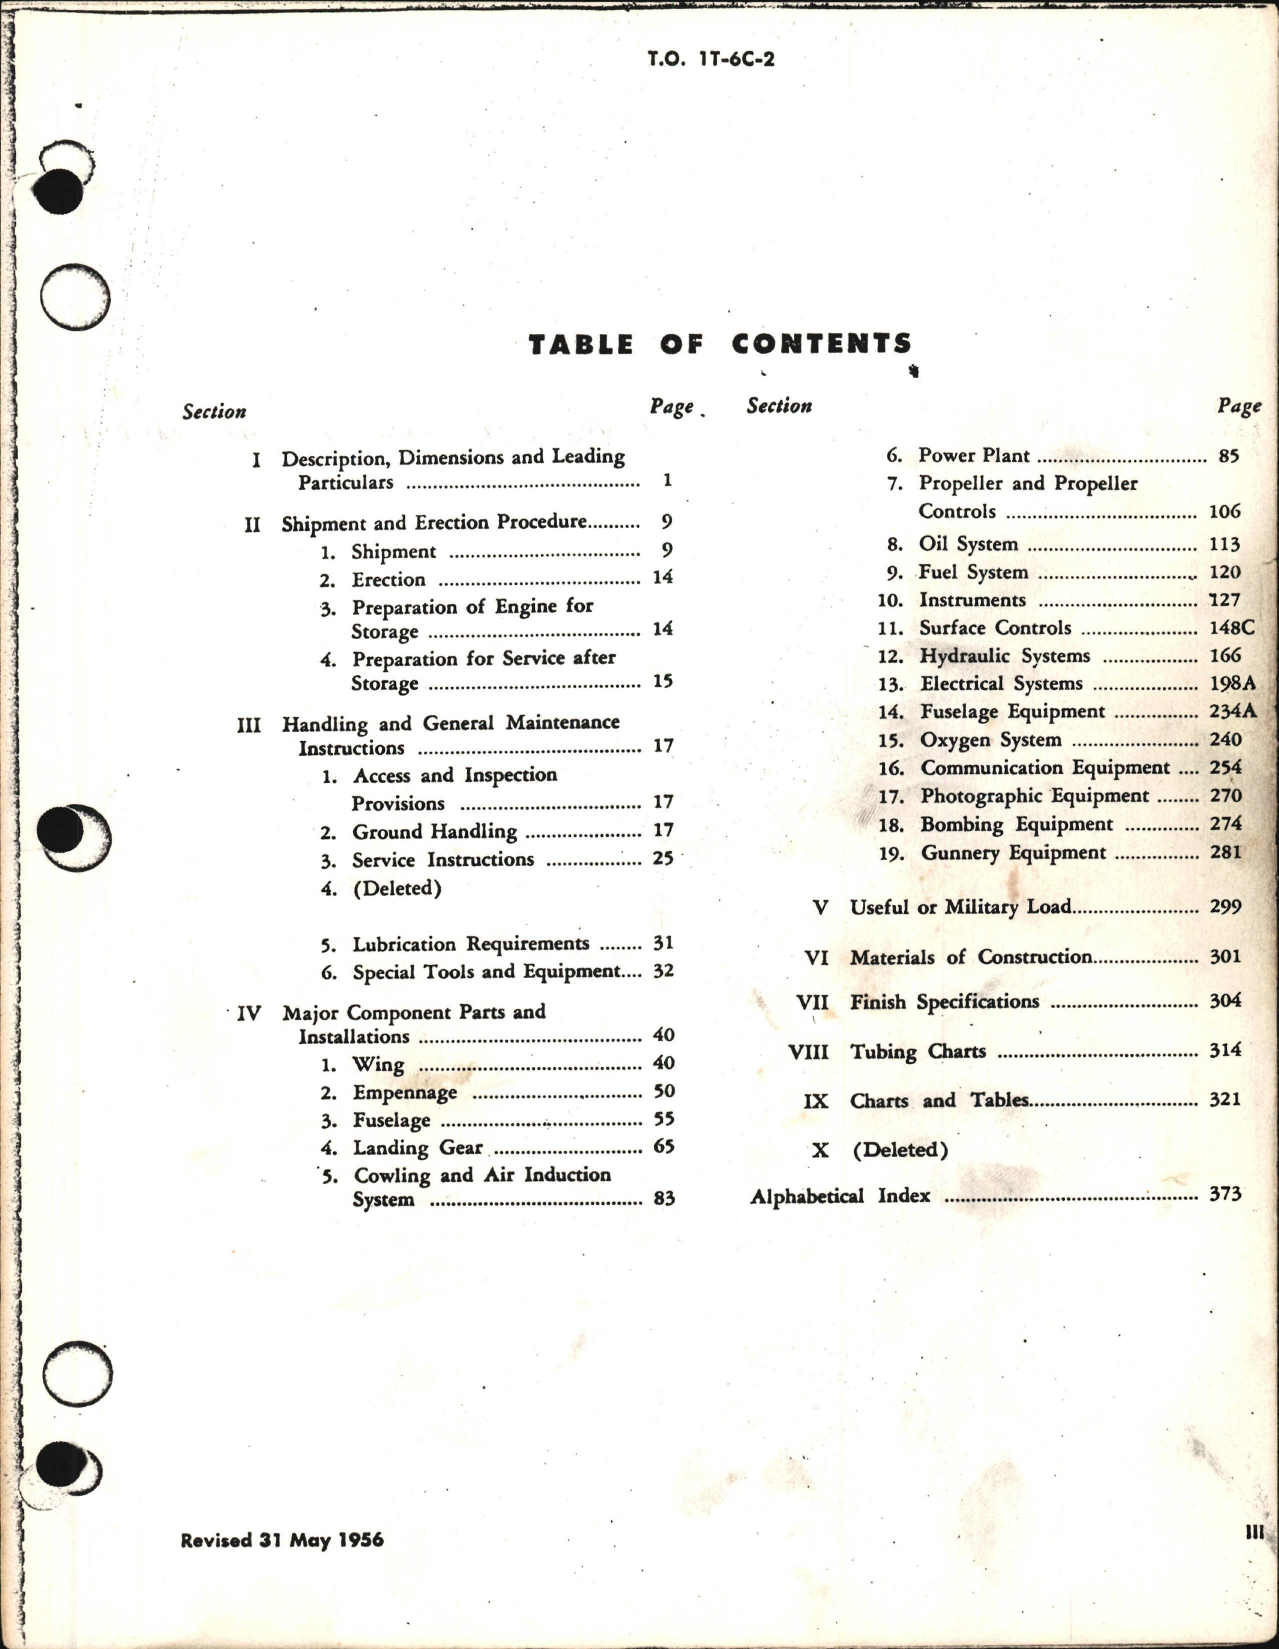 T.O. 1T-6C-2
TABLE OF CONTENTS
Section Page
I Description, Dimensions and Leading
Particulars ............ 1
II Shipment and Erection Procedure.......... 9
1. Shipment ............ 9
2. Erection ............ 14
3. Preparation of Engine for
Storage ............ 14
4. Preparation for Service after
Storage ............ 15
III Handling and General Maintenance
Instructions ............ 17
1. Access and Inspection
Provisions ............ 17
2. Ground Handling ............ 17
3. Service Instructions ............ 25
4. (Deleted)
5. Lubrication Requirements ........ 31
6. Special Tools and Equipment.... 32
IV Major Component Parts and
Installations ............ 40
1. Wing ............ 40
2. Empennage ............ 50
3. Fuselage ............ 55
4. Landing Gear ............ 65
5. Cowling and Air Induction
System ............ 83
Section Page
6. Power Plant ............ 85
7. Propeller and Propeller
Controls ............ 106
8. Oil System ............ 113
9. Fuel System ............ 120
10. Instruments ............ 127
11. Surface Controls ............ 148C
12. Hydraulic Systems ............ 166
13. Electrical Systems ............ 198A
14. Fuselage Equipment ............ 234A
15. Oxygen System ............ 240
16. Communication Equipment .... 254
17. Photographic Equipment ........ 270
18. Bombing Equipment ............ 274
19. Gunnery Equipment ............ 281
V Useful or Military Load............ 299
VI Materials of Construction............ 301
VII Finish Specifications ............ 304
VIII Tubing Charts ............ 314
IX Charts and Tables............ 321
X (Deleted)
Alphabetical Index ............ 373
Revised 31 May 1956
III